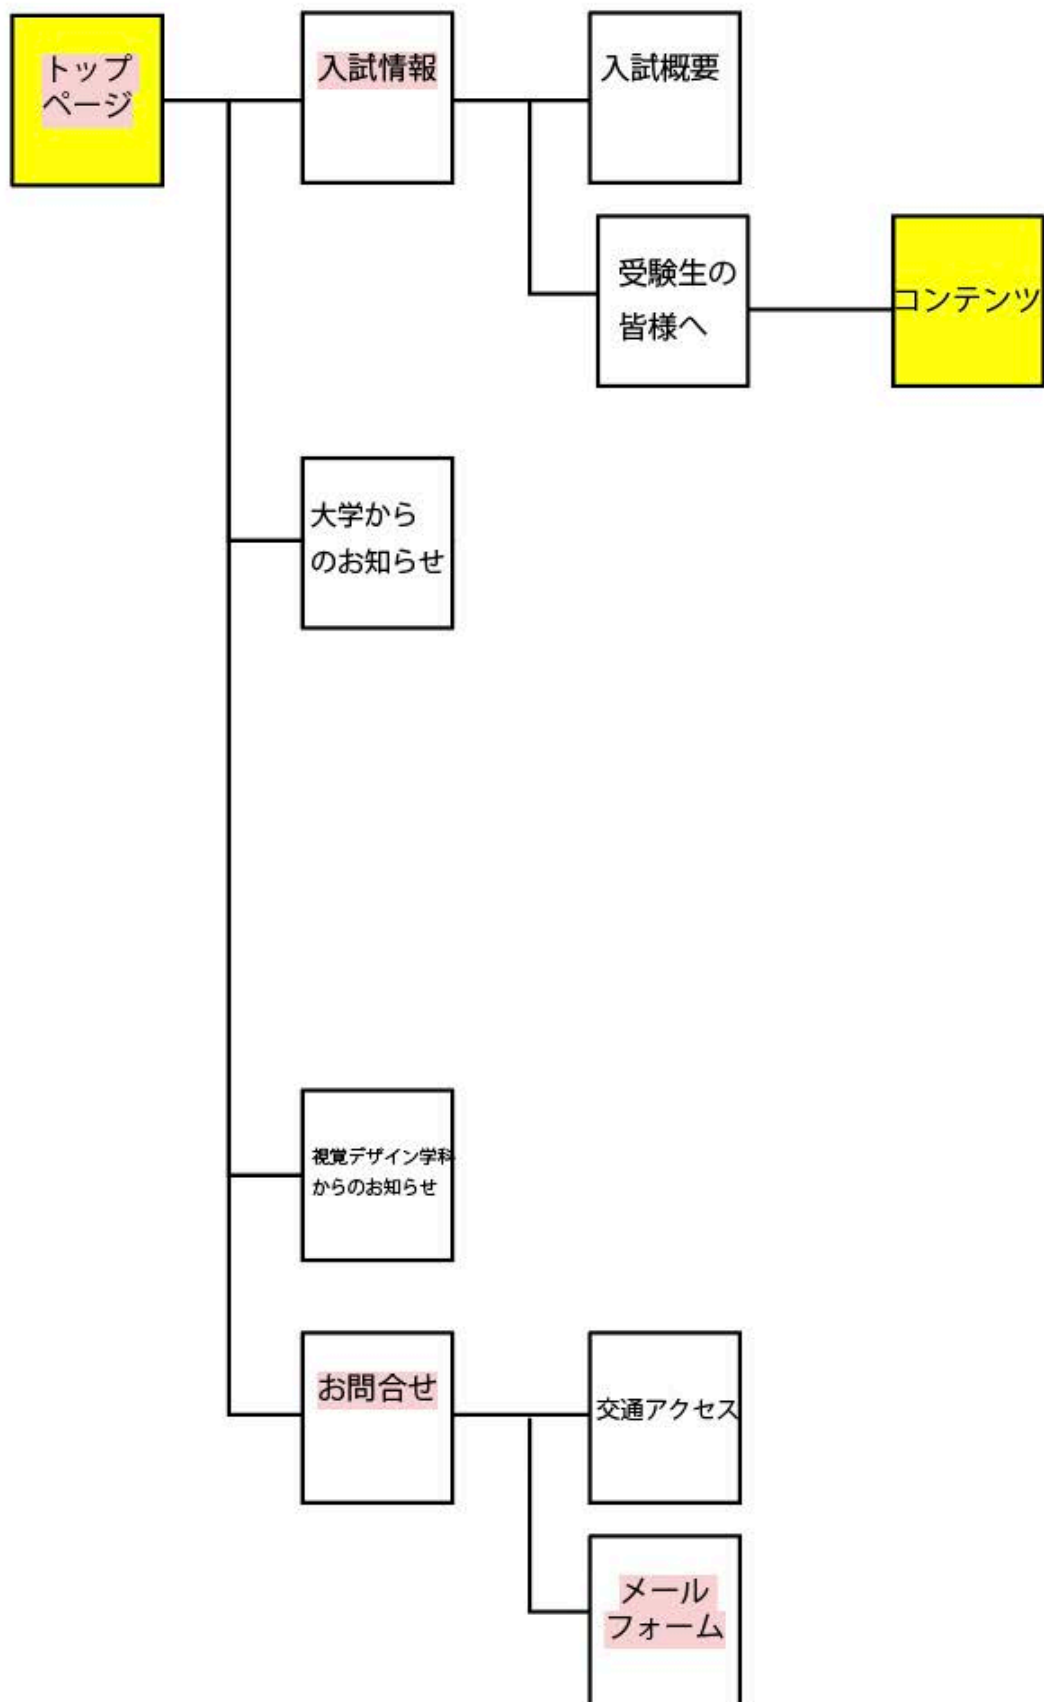 トップ
ページ
入試情報
入試概要
受験生の
皆様へ
コンテンツ
大学から
のお知らせ
視覚デザイン学科
からのお知らせ
お問合せ
交通アクセス
メール
フォーム